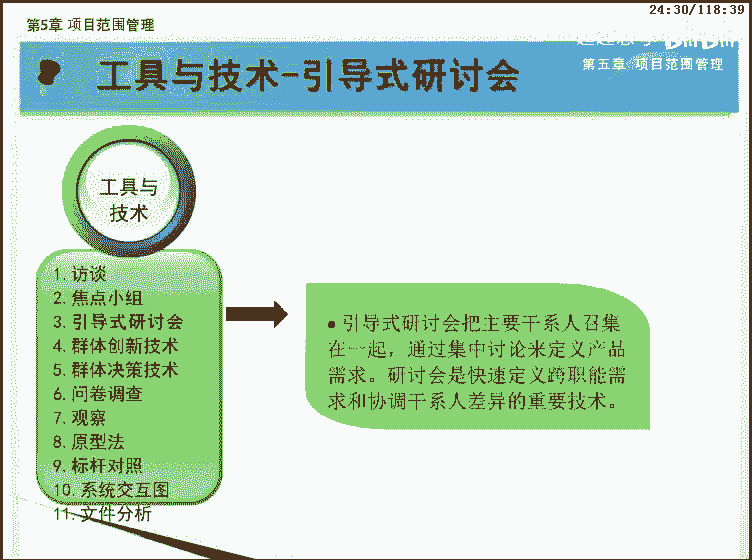 24:30/118:39
第5章 项目范围管理
工具与技术-引导式研讨会
第五章 项目范围管理
工具与
技术
1. 访谈
2. 焦点小组
3. 引导式研讨会
4. 群体创新技术
5. 群体决策技术
6. 问卷调查
7. 观察
8. 原型法
9. 标杆对照
10. 系统交互图
11. 文件分析
● 引导式研讨会把主要干系人召集
在一起，通过集中讨论来定义产品
需求。研讨会是快速定义跨职能需
求和协调干系人差异的重要技术。